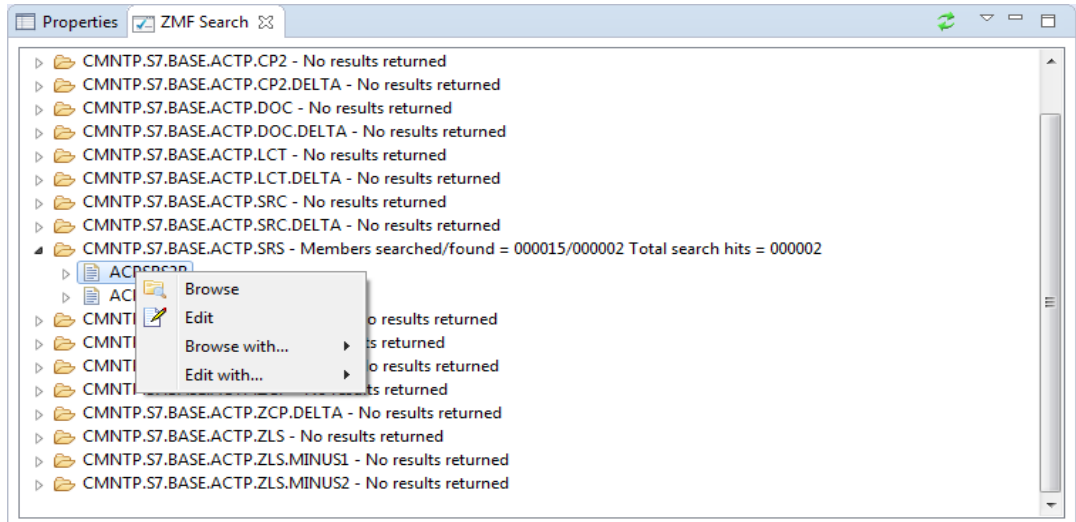 Properties ZMF Search
CMNTP.S7.BASE.ACTP.CP2 - No results returned
CMNTP.S7.BASE.ACTP.CP2.DELTA - No results returned
CMNTP.S7.BASE.ACTP.DOC - No results returned
CMNTP.S7.BASE.ACTP.DOC.DELTA - No results returned
CMNTP.S7.BASE.ACTP.LCT - No results returned
CMNTP.S7.BASE.ACTP.LCT.DELTA - No results returned
CMNTP.S7.BASE.ACTP.SRC - No results returned
CMNTP.S7.BASE.ACTP.SRC.DELTA - No results returned
CMNTP.S7.BASE.ACTP.SRS - Members searched/found = 000015/000002 Total search hits = 000002
Browse
Edit
Browse with...
Edit with...
results returned
returned
results returned
returned
CMNTP.S7.BASE.ACTP.ZCP.DELTA - No results returned
CMNTP.S7.BASE.ACTP.ZLS - No results returned
CMNTP.S7.BASE.ACTP.ZLS.MINUS1 - No results returned
CMNTP.S7.BASE.ACTP.ZLS.MINUS2 - No results returned